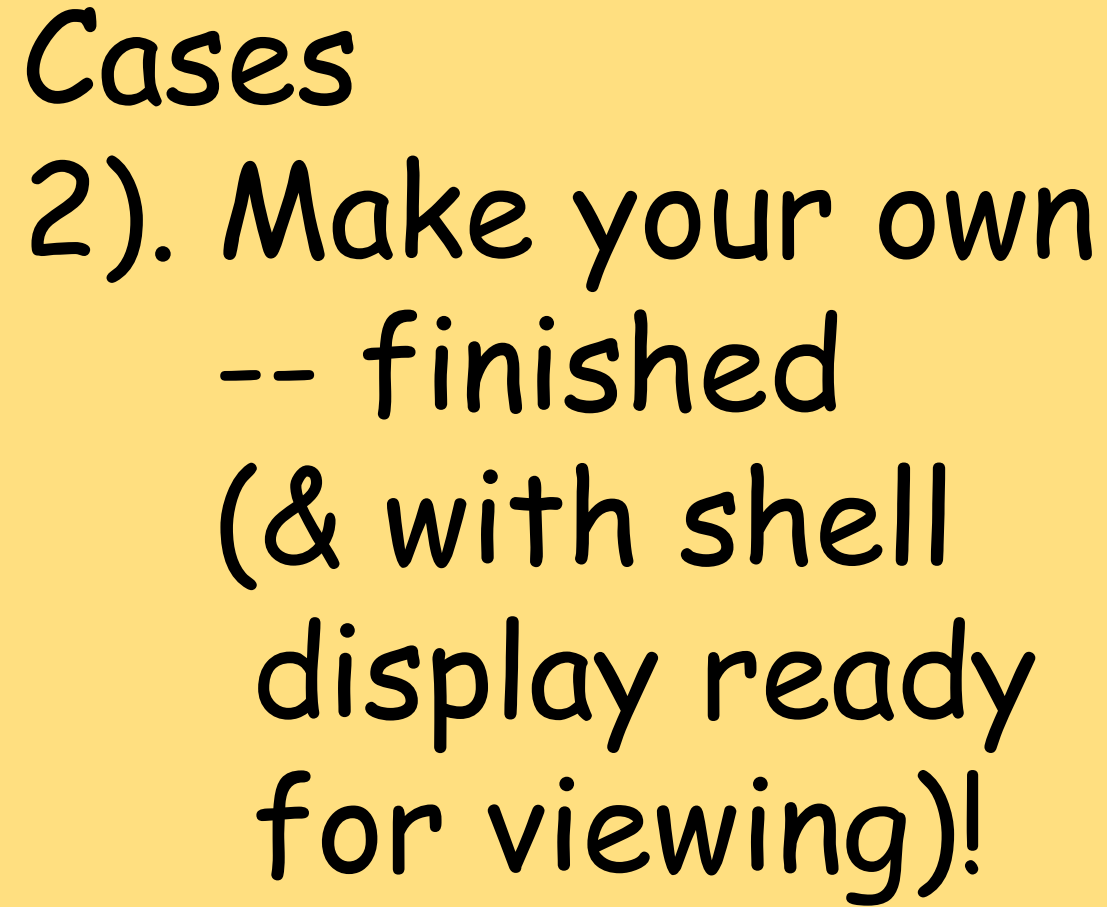 Cases
2). Make your own
-- finished
(& with shell
display ready
for viewing)!